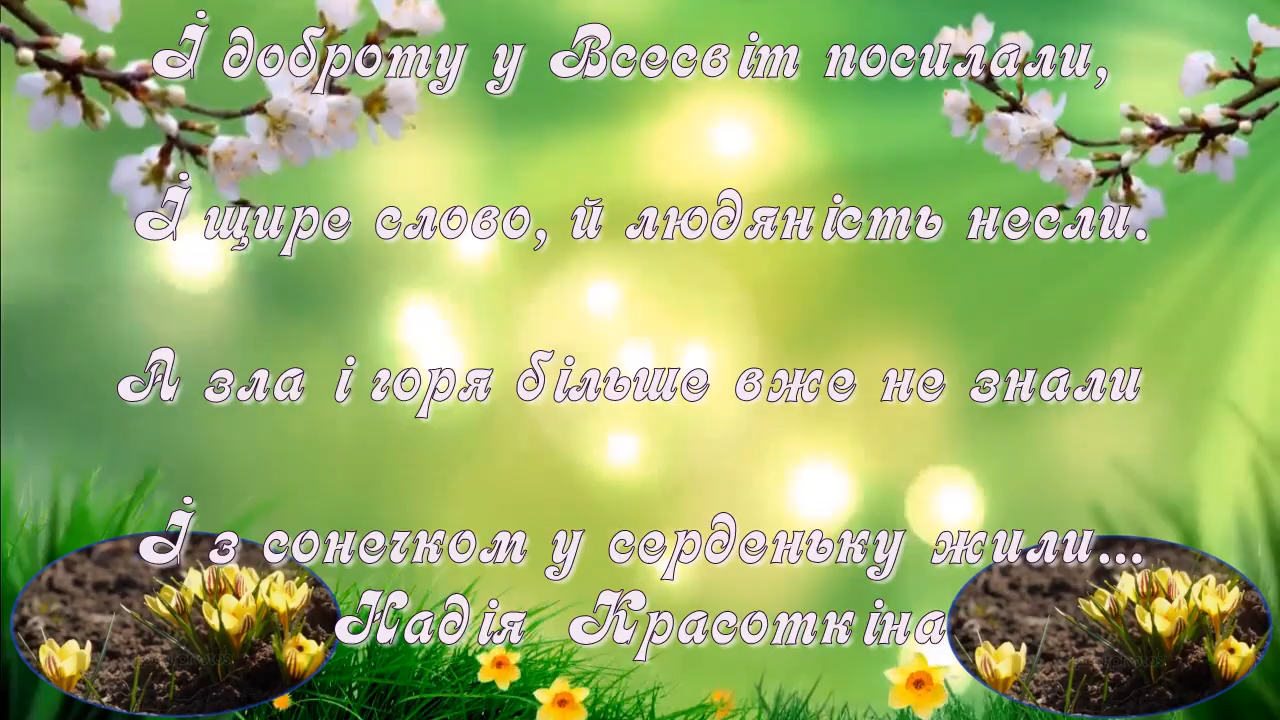 І доброту у Всесвіт посилали,
І щире слово, й людяність несли.
А зла і горя більше вже не знали
І з сонечком у серденьку жили...
Надія Красоткіна